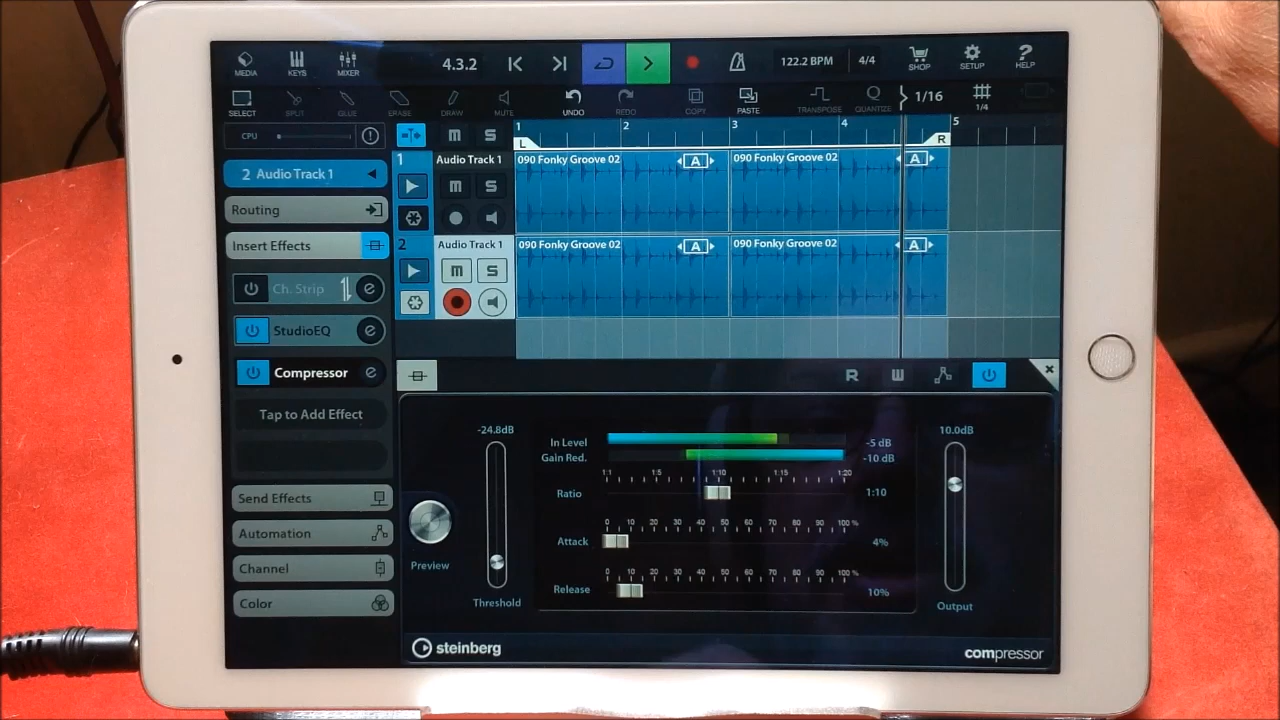 MEDIA KEYS MIXER 4.3.2 122.2 BPM 4/4 SHOP SETUP HELP
SELECT SPLIT GLUE ERASE DRAW MUTE UNDO REDO COPY PASTE TRANSPOSE QUANTIZE 1/16 1/4
CPU M S 1 2 3 4 5
L R
2 Audio Track 1
1 Audio Track 1 090 Fonky Groove 02 A 090 Fonky Groove 02 A
M S
Routing
Insert Effects
2 Audio Track 1 090 Fonky Groove 02 A 090 Fonky Groove 02 A
M S
Ch. Strip e
StudioEQ e
Compressor e
R W
Tap to Add Effect
Send Effects
Automation
Channel
Color
-24.8dB
Threshold
Preview
In Level -5 dB
Gain Red. -10 dB
1:1 1:5 1:10 1:15 1:20
Ratio 1:10
0 10 20 30 40 50 60 70 80 90 100 %
Attack 4%
0 10 20 30 40 50 60 70 80 90 100 %
Release 10%
10.0dB
Output
steinberg
compressor